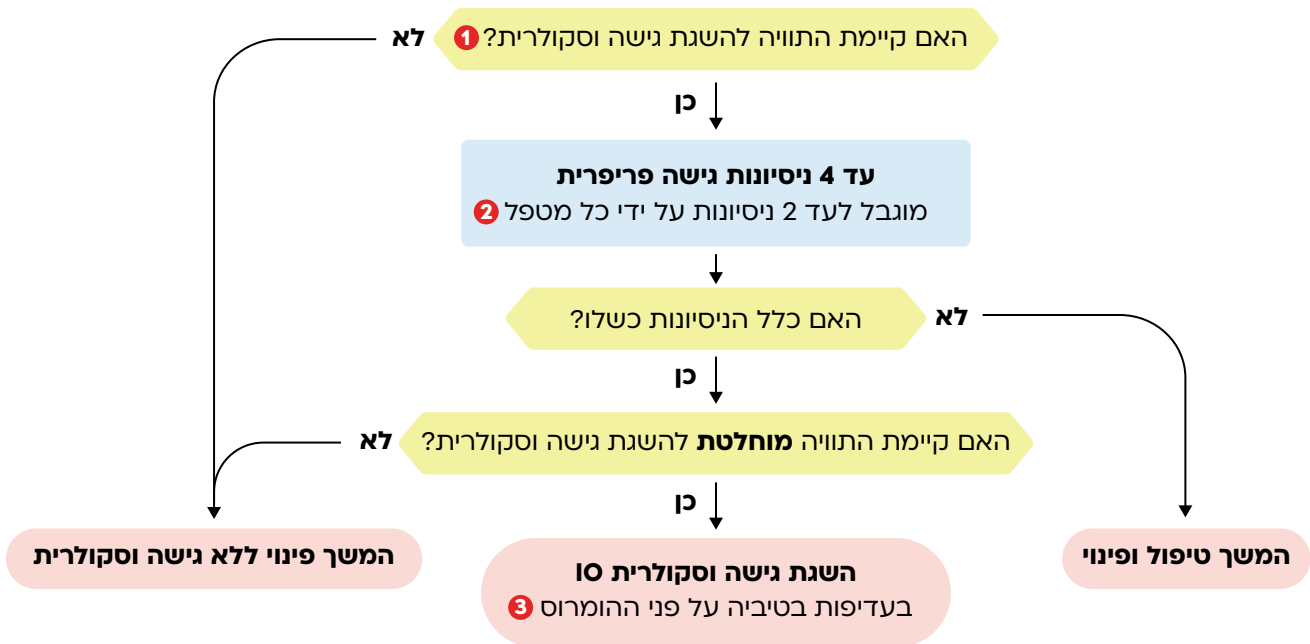 האם קיימת התוויה להשגת גישה וסקולרית? 1
לא
כן
עד 4 ניסיונות גישה פריפרית
מוגבל לעד 2 ניסיונות על ידי כל מטפל 2
האם כלל הניסיונות כשלו?
לא
כן
האם קיימת התוויה מוחלטת להשגת גישה וסקולרית?
לא
כן
המשך טיפול ופינוי
השגת גישה וסקולרית IO
בעדיפות בטיביה על פני ההומרוס 3
המשך פינוי ללא גישה וסקולרית